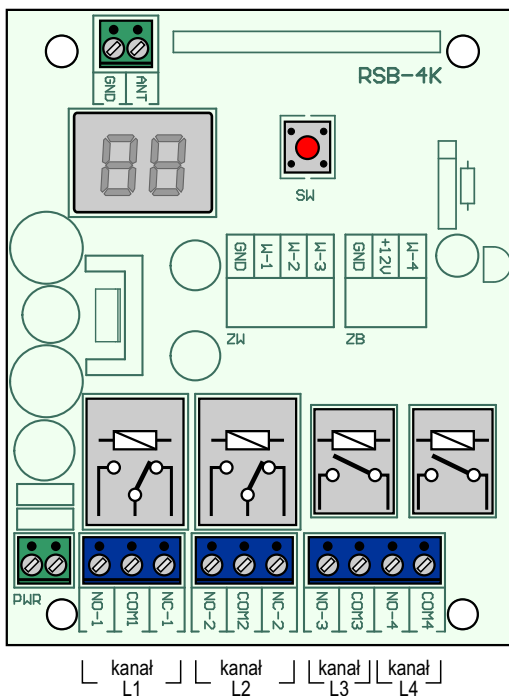 GND ANT
RSB-4K
88
SW
GND W-1 W-2 W-3
GND +12V W-4
ZW
ZB
PWR
NO-1 COM1 NC-1
NO-2 COM2 NC-2
NO-3 COM3 NO-4 COM4
kanał kanał kanał kanał
L1 L2 L3 L4